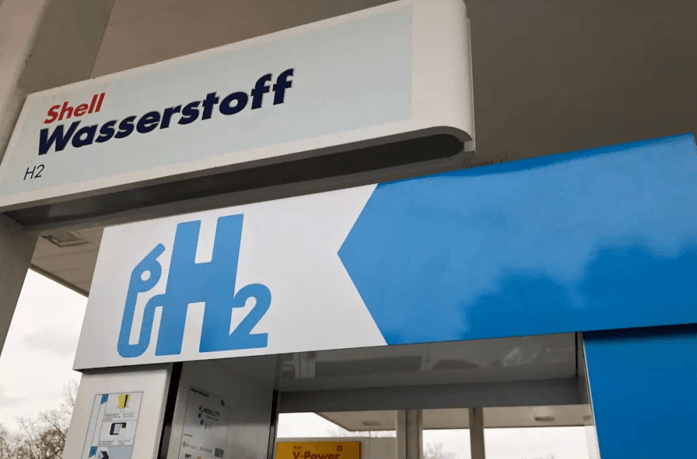 Shell
Wasserstoff
H2
H2
V-Power